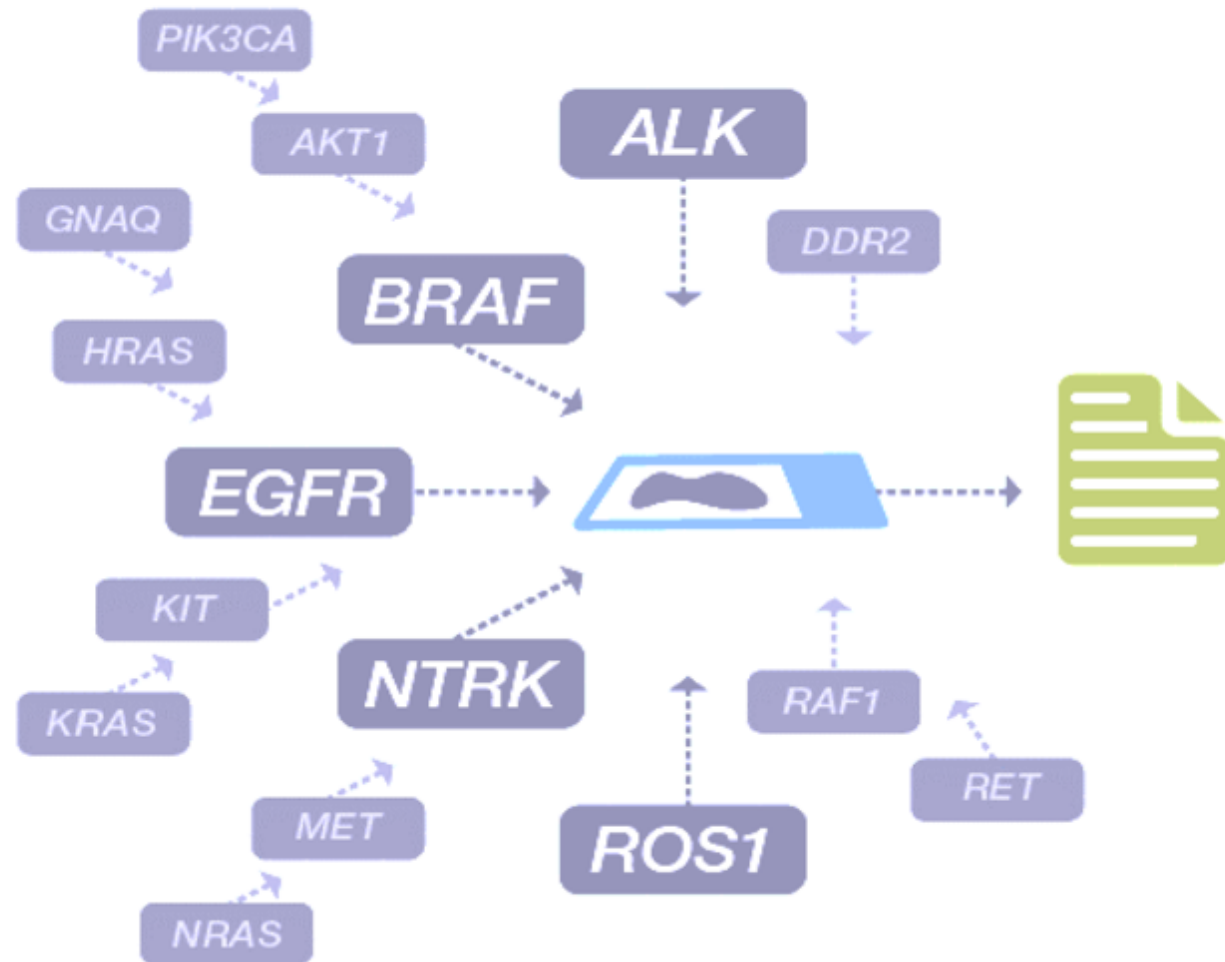 PIK3CA
ALK
AKT1
GNAQ
DDR2
BRAF
HRAS
EGFR
KIT
NTRK
RAF1
KRAS
RET
MET
ROS1
NRAS